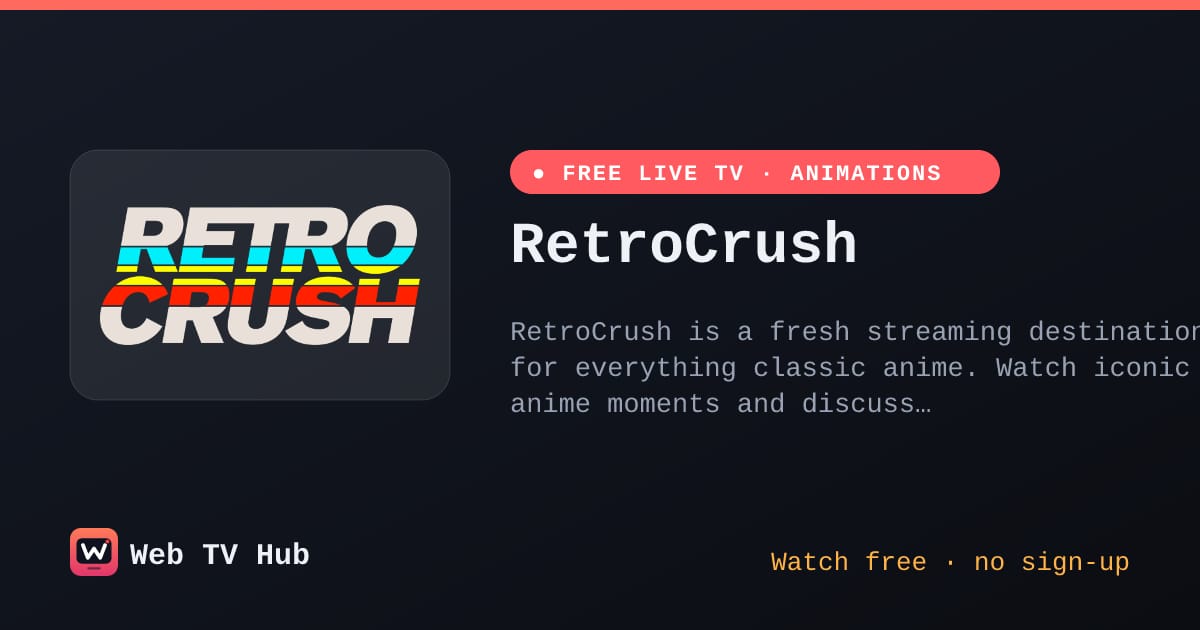 RETRO
CRUSH
● FREE LIVE TV · ANIMATIONS
RetroCrush
RetroCrush is a fresh streaming destination
for everything classic anime. Watch iconic
anime moments and discuss…
Web TV Hub
Watch free · no sign-up